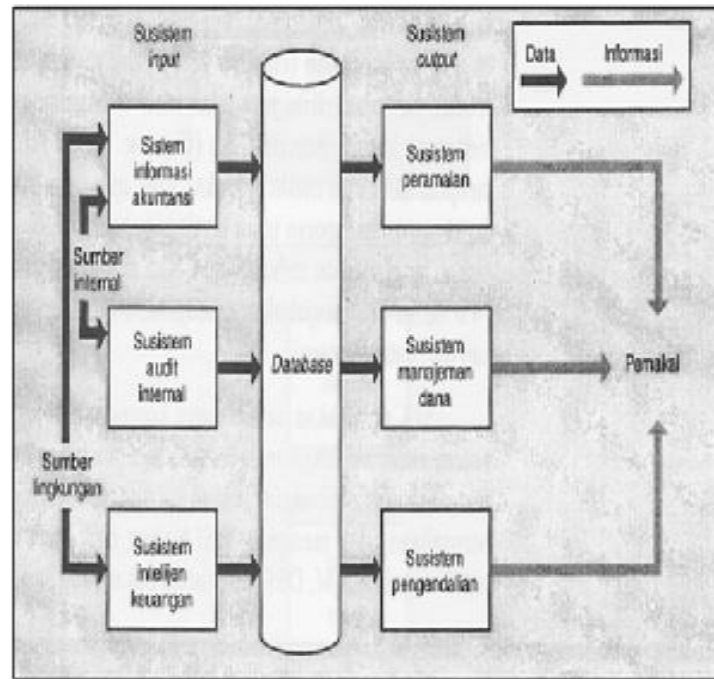 Susistem
input
Susistem
output
Data
Informasi
Sistem
informasi
akuntansi
Susistem
peramalan
Sumber
internal
Susistem
audit
internal
Database
Susistem
manajemen
dana
Pemakai
Sumber
lingkungan
Susistem
intelijen
keuangan
Susistem
pengendalian